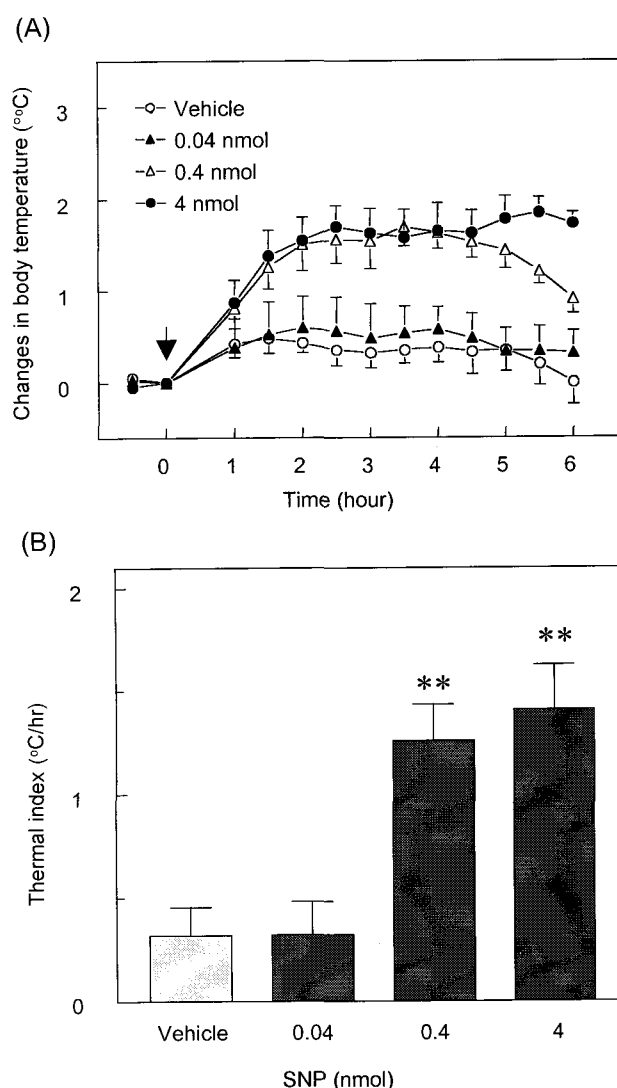 (A)
Changes in body temperature (°oC)
3
2
1
0
Vehicle
0.04 nmol
0.4 nmol
4 nmol
0 1 2 3 4 5 6
Time (hour)
(B)
Thermal index (oC/hr)
2
1
0
**
**
Vehicle 0.04 0.4 4
SNP (nmol)